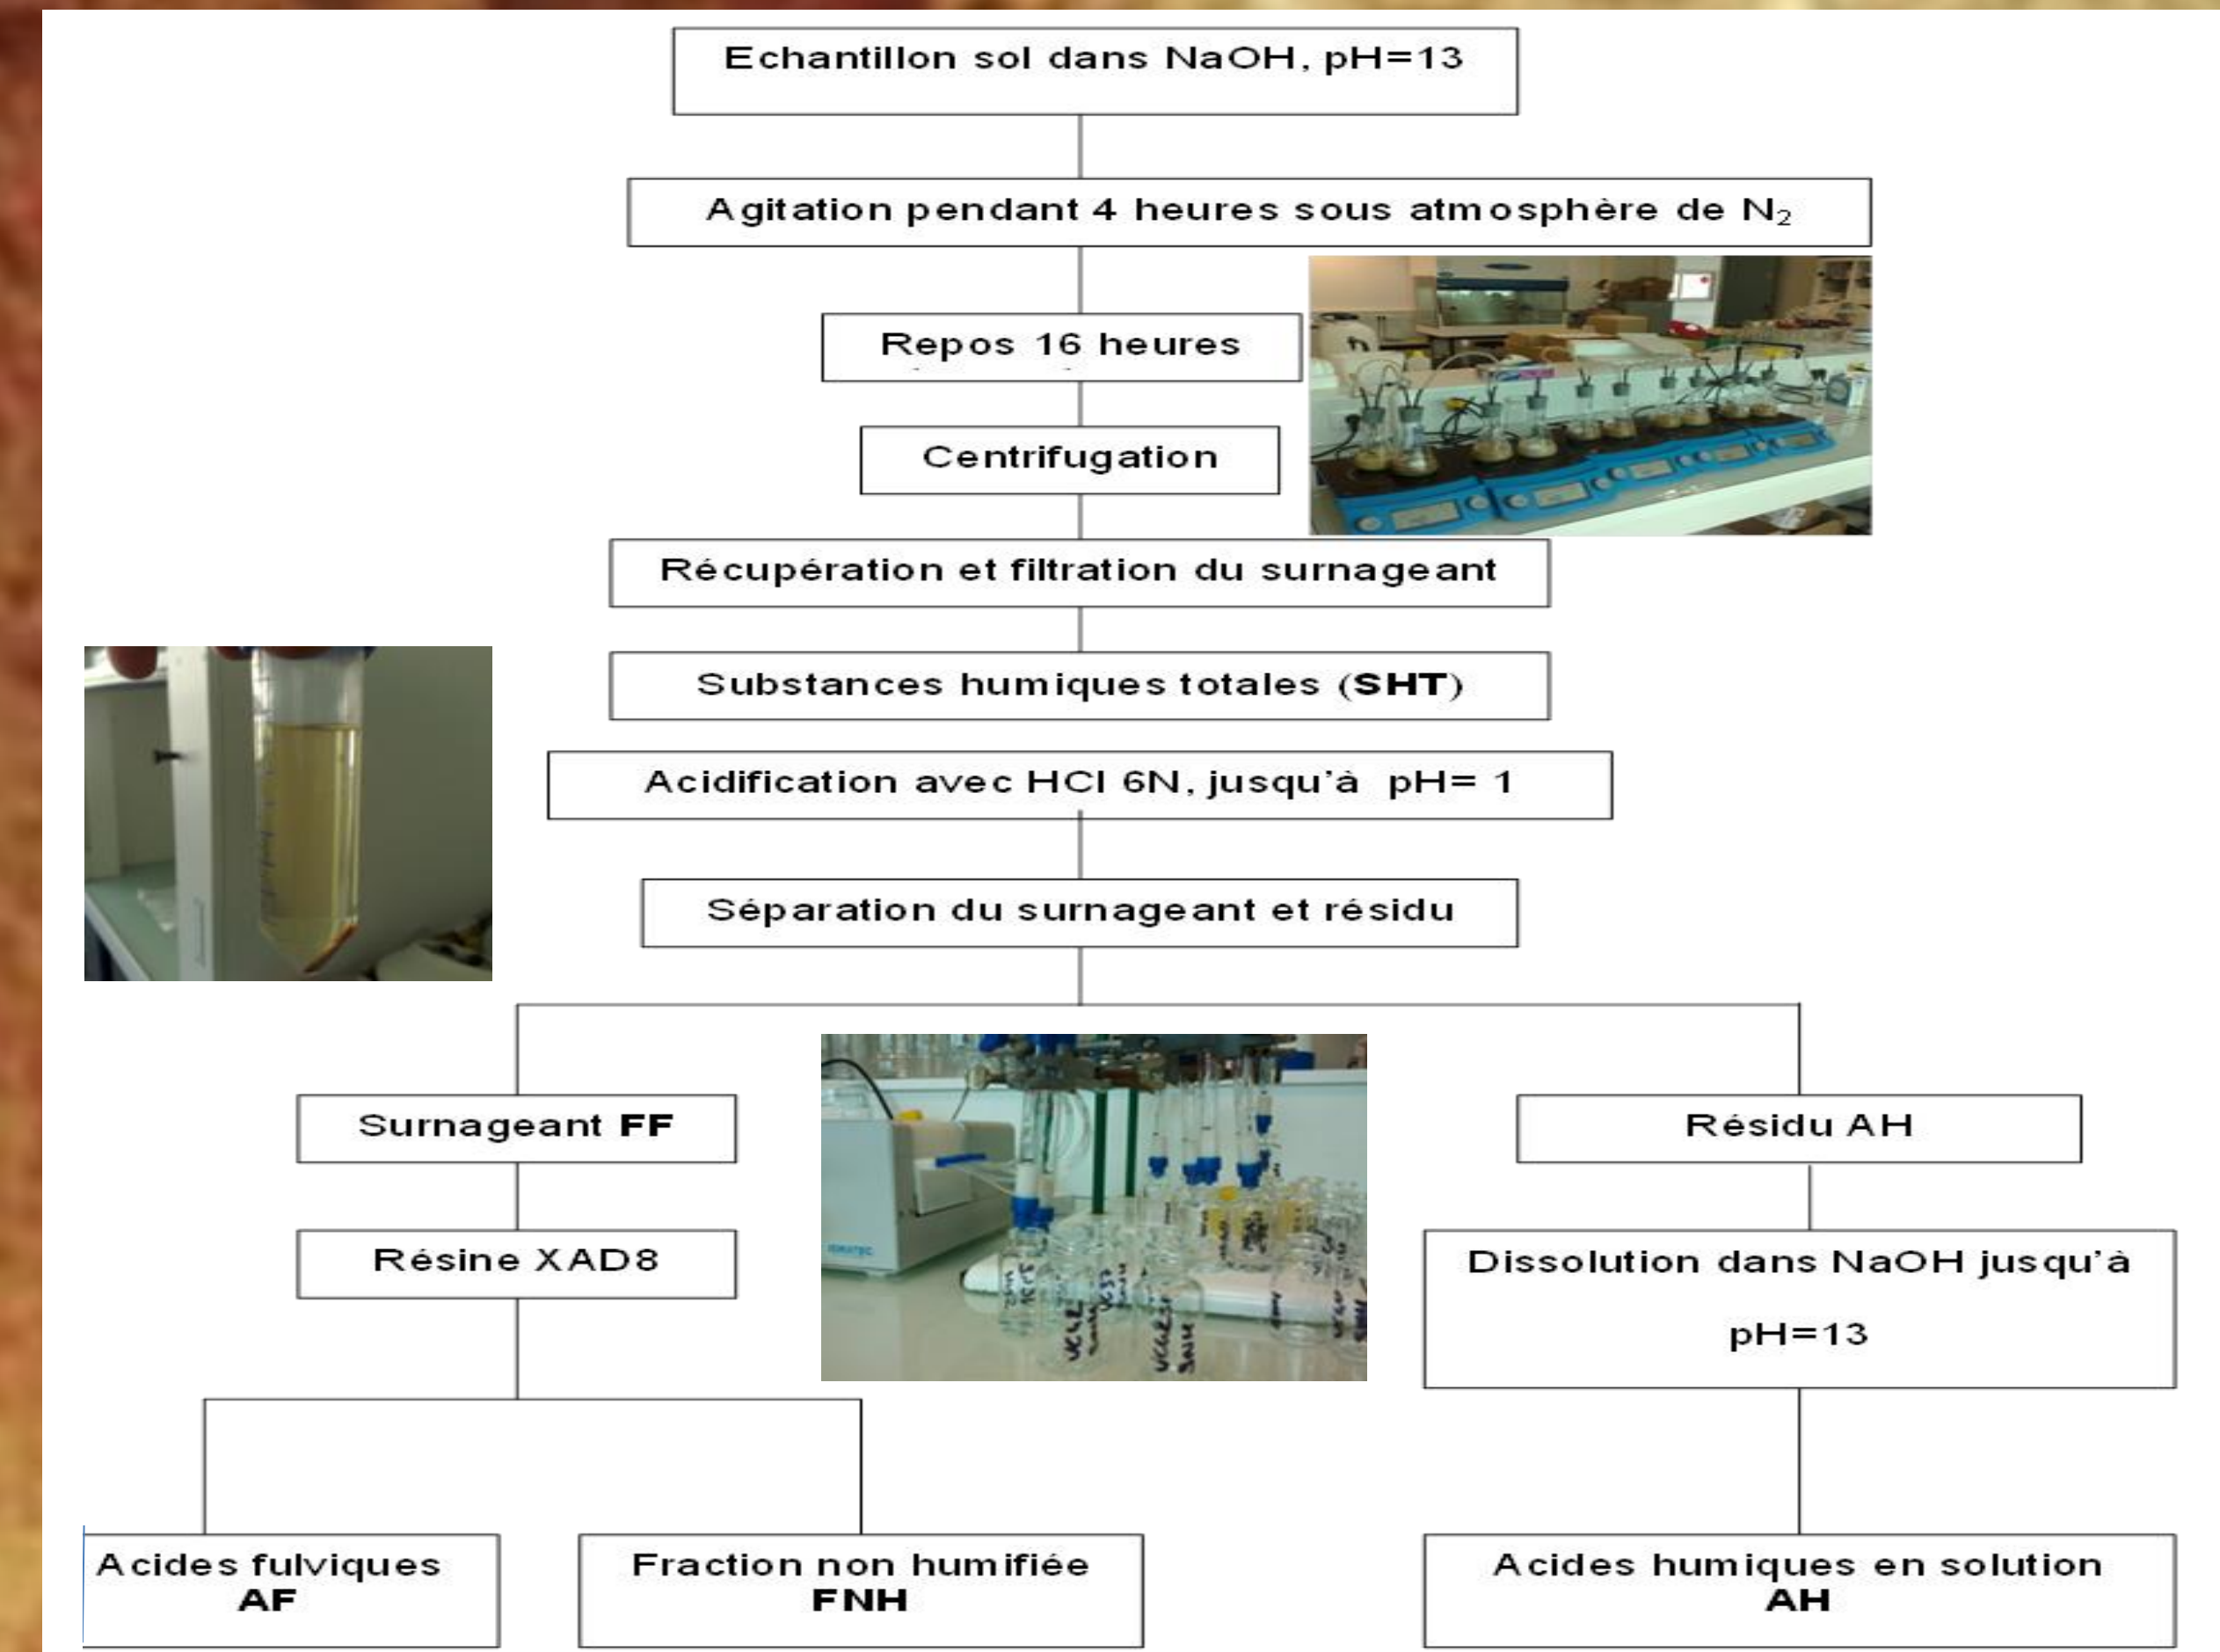 Echantillon sol dans NaOH, pH=13
Agitation pendant 4 heures sous atmosphère de N₂
Repos 16 heures
Centrifugation
Récupération et filtration du surnageant
Substances humiques totales (SHT)
Acidification avec HCl 6N, jusqu'à pH= 1
Séparation du surnageant et résidu
Surnageant FF
Résidu AH
Résine XAD8
Dissolution dans NaOH jusqu'à
pH=13
Acides fulviques
AF
Fraction non humifiée
FNH
Acides humiques en solution
AH